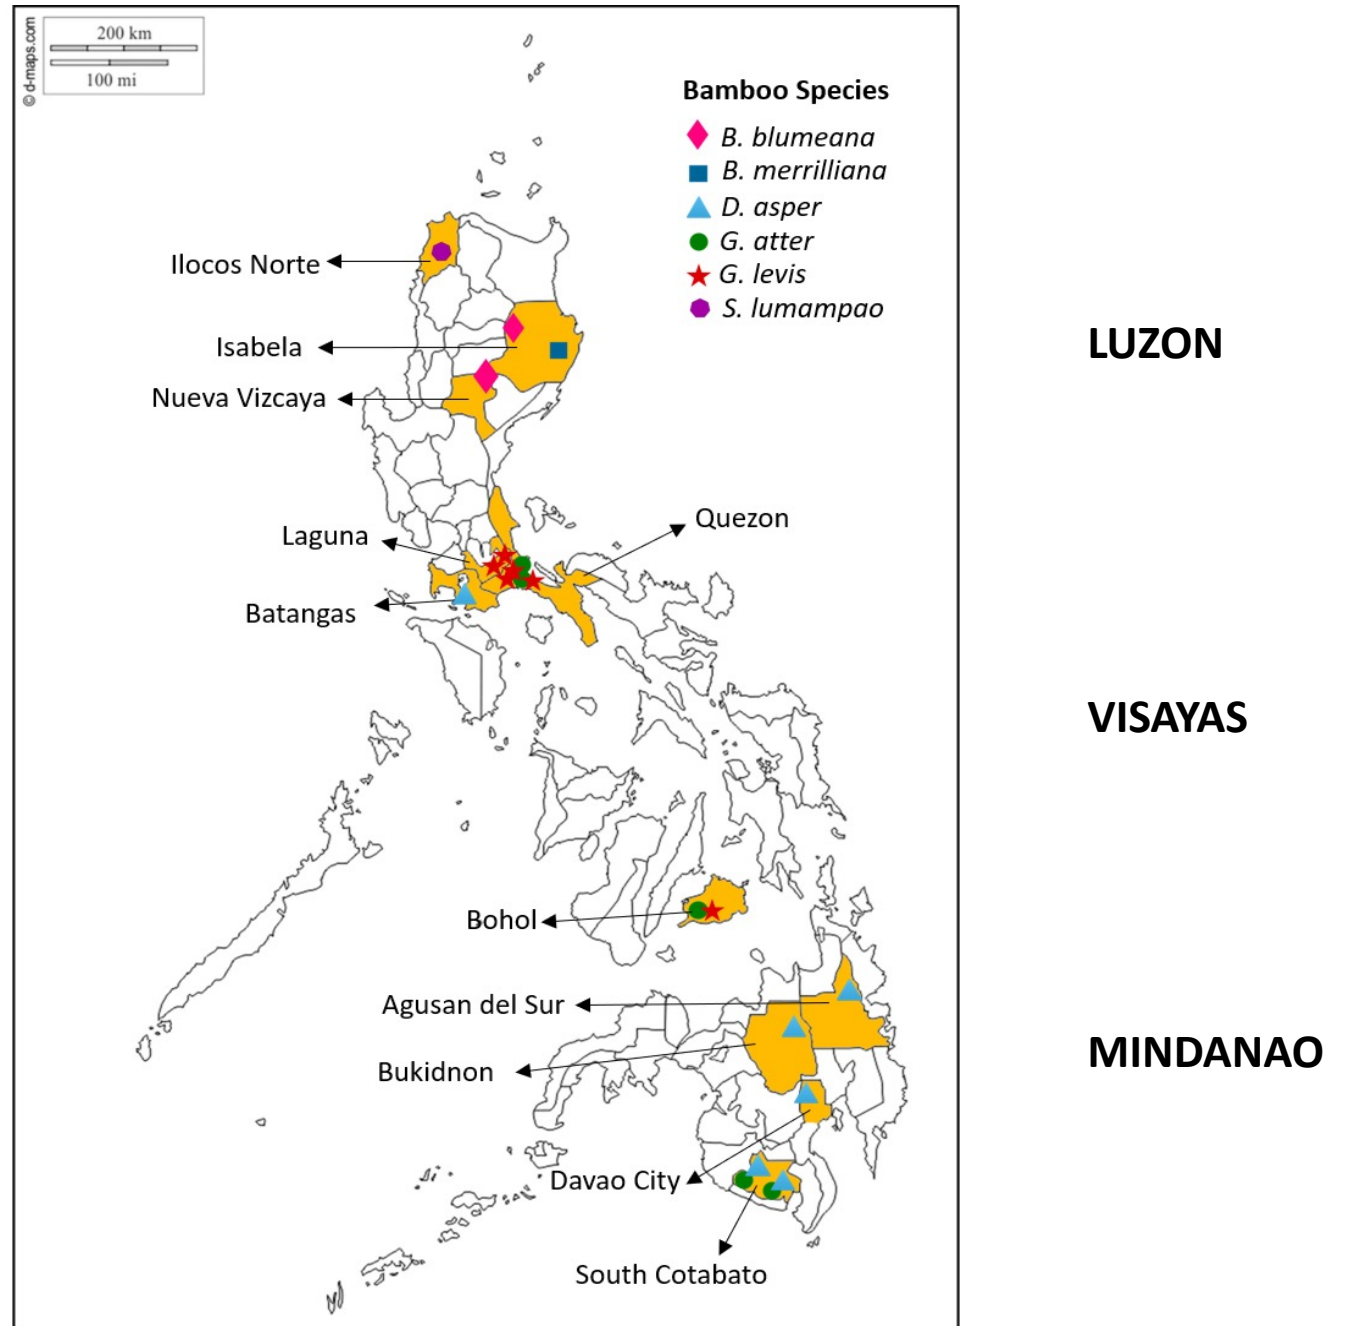 © d-maps.com
200 km
100 mi
Bamboo Species
B. blumeana
B. merrilliana
D. asper
G. atter
G. levis
S. lumampao
Ilocos Norte
Isabela
LUZON
Nueva Vizcaya
Quezon
Laguna
Batangas
VISAYAS
Bohol
Agusan del Sur
MINDANAO
Bukidnon
Davao City
South Cotabato